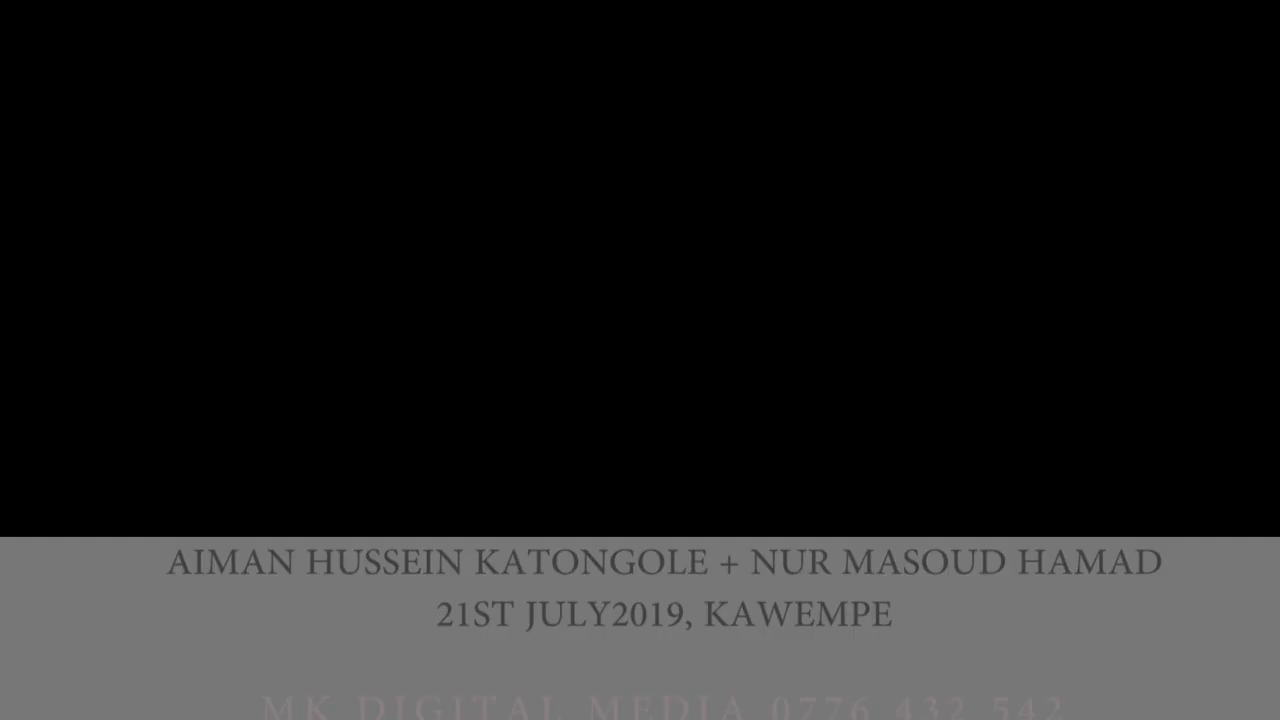 AIMAN HUSSEIN KATONGOLE + NUR MASOUD HAMAD
21ST JULY2019, KAWEMPE
MK DIGITAL MEDIA 0776 432 542